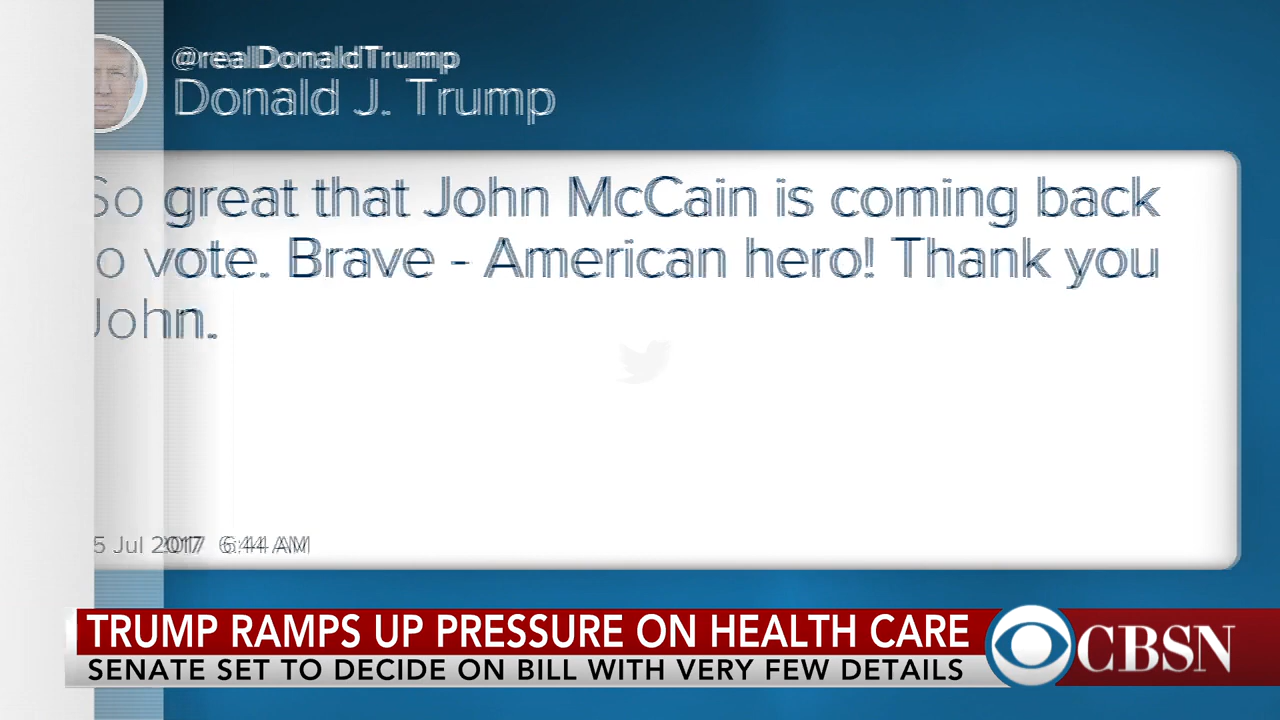 @realDonaldTrump
Donald J. Trump
So great that John McCain is coming back
to vote. Brave - American hero! Thank you
John.
5 Jul 2017 6:44 AM
TRUMP RAMPS UP PRESSURE ON HEALTH CARE
SENATE SET TO DECIDE ON BILL WITH VERY FEW DETAILS
CBSN